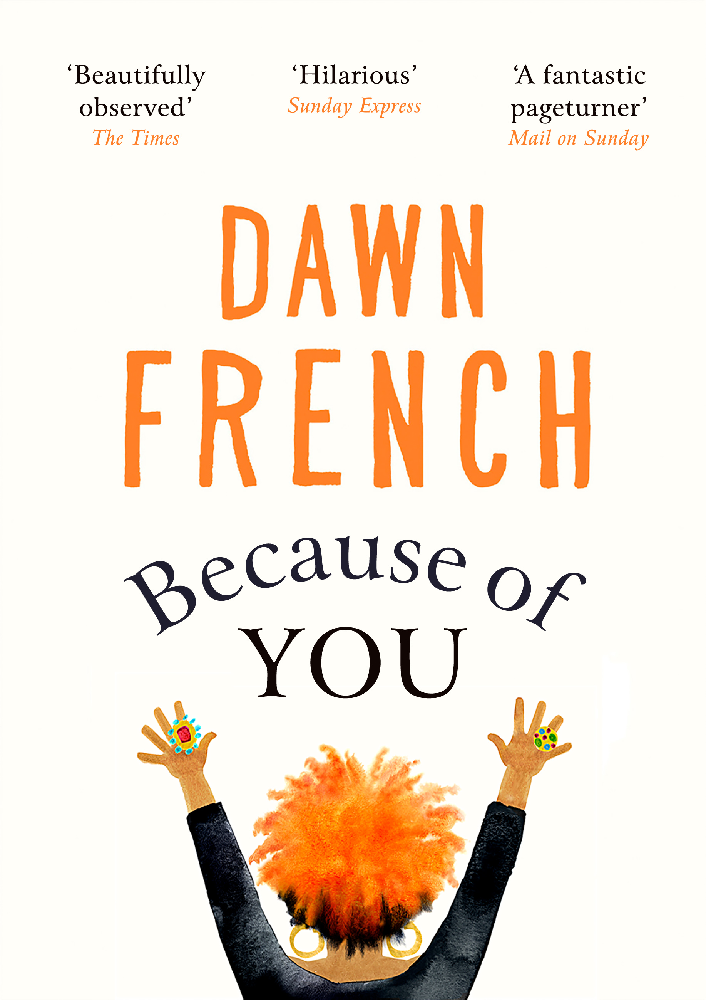 ‘Beautifully
observed’
The Times
‘Hilarious’
Sunday Express
‘A fantastic
pageturner’
Mail on Sunday
DAWN
FRENCH
Because of
YOU